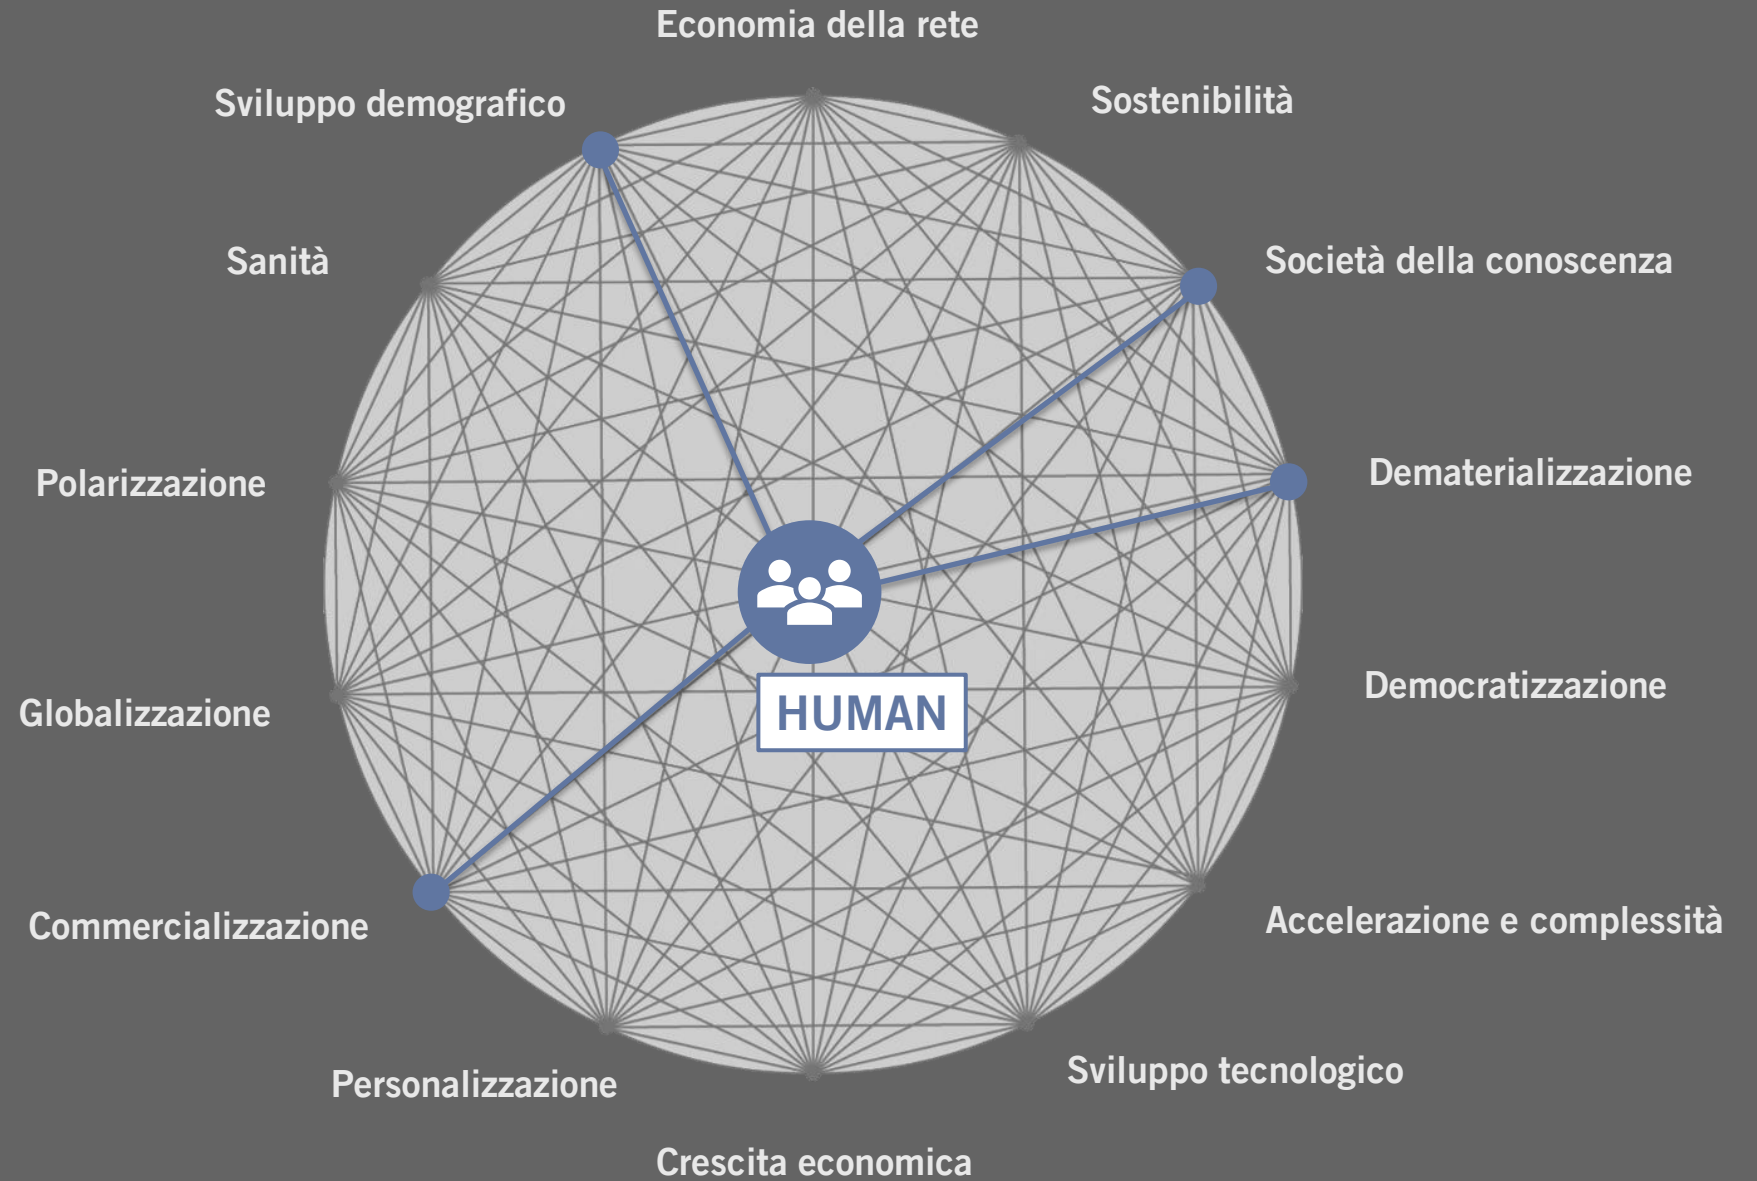 Economia della rete
Sviluppo demografico
Sostenibilità
Sanità
Società della conoscenza
Polarizzazione
Dematerializzazione
HUMAN
Globalizzazione
Democratizzazione
Commercializzazione
Accelerazione e complessità
Personalizzazione
Sviluppo tecnologico
Crescita economica